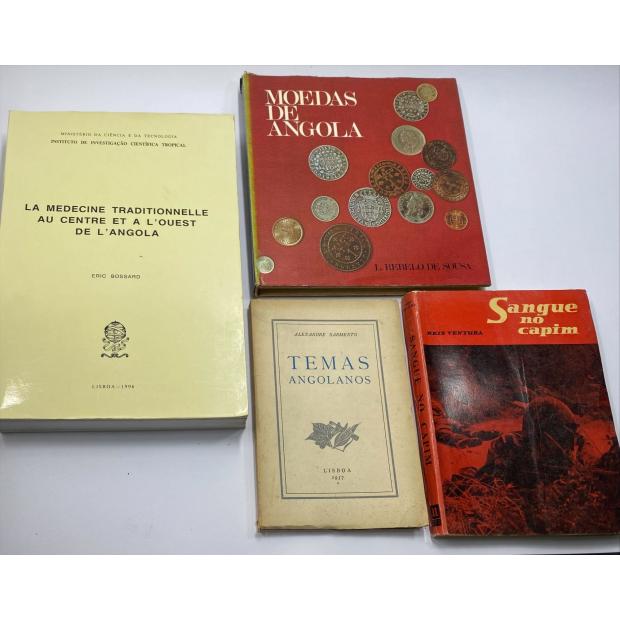 MINISTÉRIO DA CIÊNCIA E DA TECNOLOGIA
INSTITUTO DE INVESTIGAÇÃO CIENTÍFICA TROPICAL
LA MEDECINE TRADITIONNELLE
AU CENTRE ET A L'OUEST
DE L'ANGOLA
ERIC BOSSARD
LISBOA — 1996
MOEDAS
DE
ANGOLA
L. REBELO DE SOUSA
ALEXANDRE SARMENTO
TEMAS
ANGOLANOS
LISBOA
1957
Sangue
no
capim
REIS VENTURA
SANGUE NO CAPIM